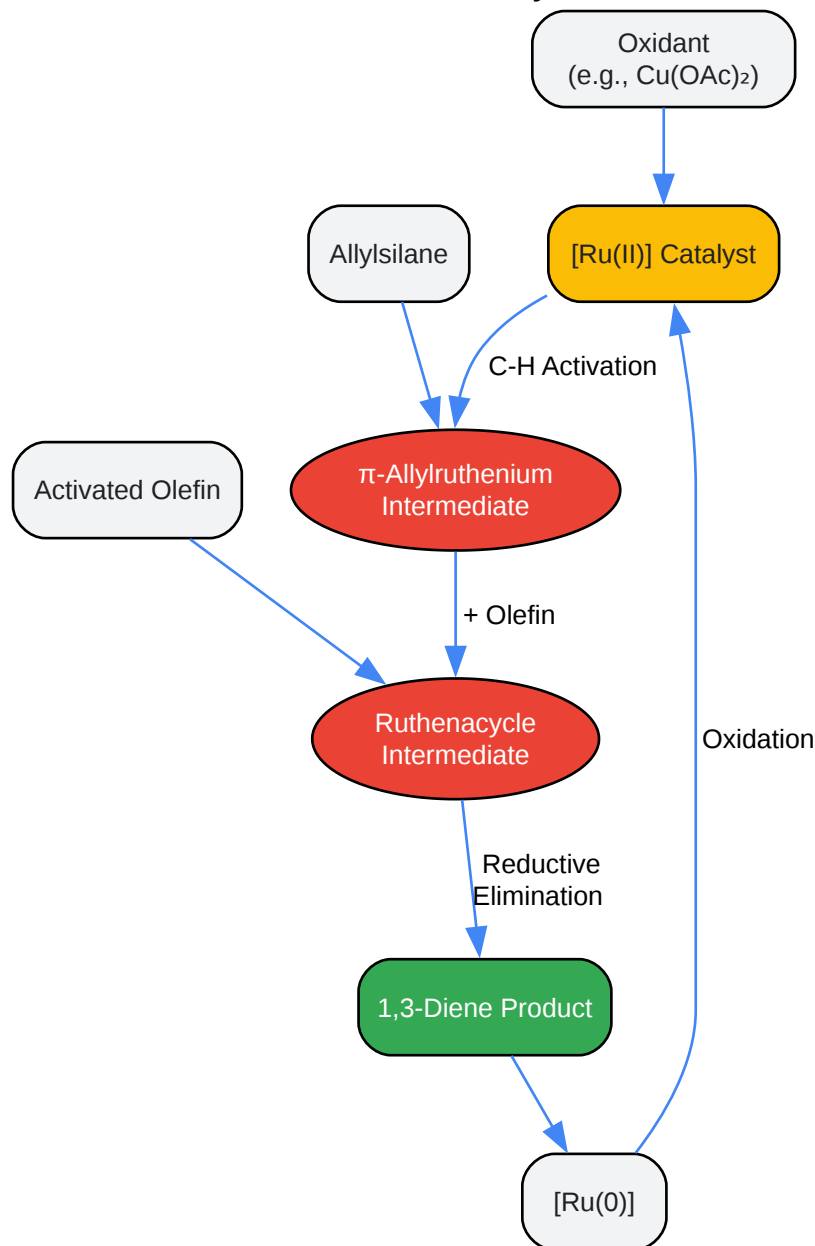 Oxidant
(e.g., Cu(OAc)₂)
Allylsilane
[Ru(II)] Catalyst
C-H Activation
π-Allylruthenium
Intermediate
Activated Olefin
+ Olefin
Ruthenacycle
Intermediate
Oxidation
Reductive
Elimination
1,3-Diene Product
[Ru(0)]